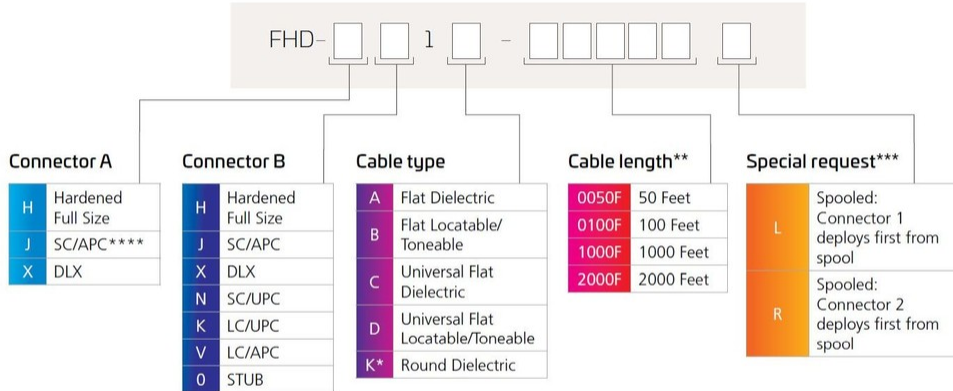 FHD- 1 -
Connector A
H Hardened
Full Size
J SC/APC****
X DLX
Connector B
H Hardened
Full Size
J SC/APC
X DLX
N SC/UPC
K LC/UPC
V LC/APC
0 STUB
Cable type
A Flat Dielectric
B Flat Locatable/
Toneable
C Universal Flat
Dielectric
D Universal Flat
Locatable/Toneable
K* Round Dielectric
Cable length**
0050F 50 Feet
0100F 100 Feet
1000F 1000 Feet
2000F 2000 Feet
Special request***
L Spooled:
Connector 1
deploys first from
spool
R Spooled:
Connector 2
deploys first from
spool